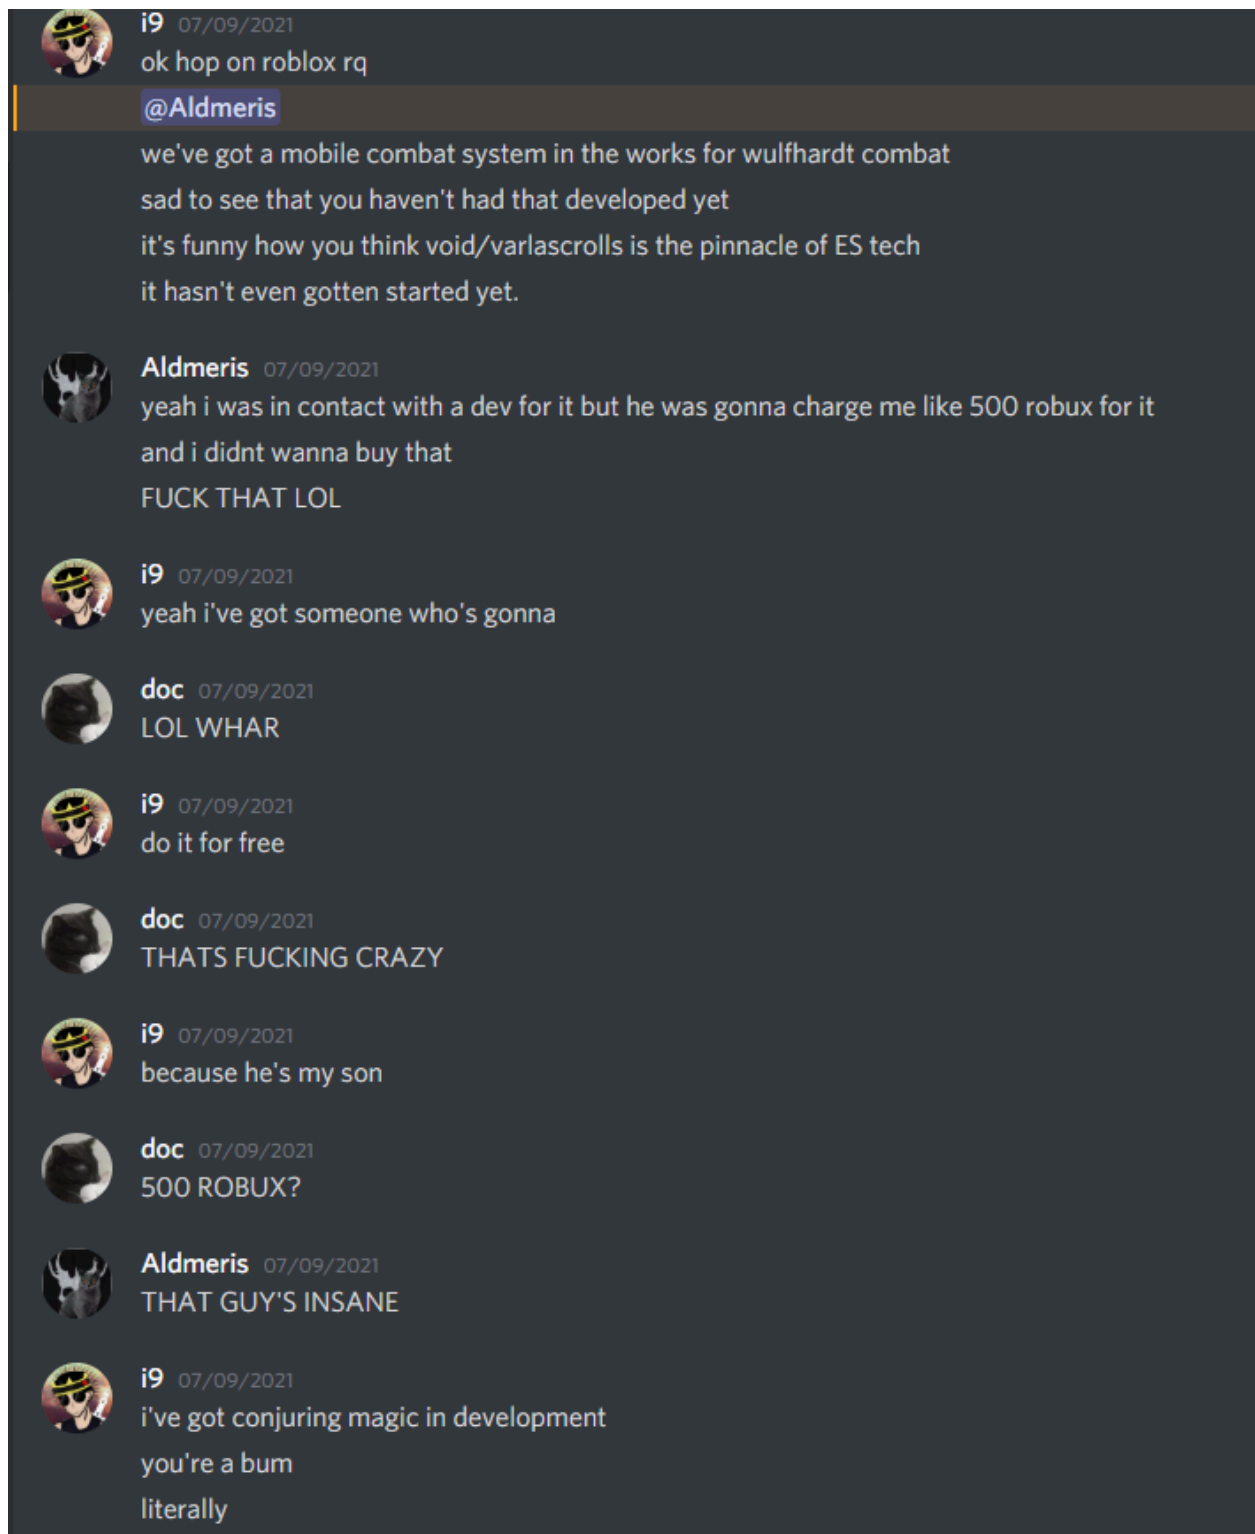 i9 07/09/2021
ok hop on roblox rq
@Aldmeris
we've got a mobile combat system in the works for wulfhardt combat
sad to see that you haven't had that developed yet
it's funny how you think void/varlascrolls is the pinnacle of ES tech
it hasn't even gotten started yet.
Aldmeris 07/09/2021
yeah i was in contact with a dev for it but he was gonna charge me like 500 robux for it
and i didnt wanna buy that
FUCK THAT LOL
i9 07/09/2021
yeah i've got someone who's gonna
doc 07/09/2021
LOL WHAR
i9 07/09/2021
do it for free
doc 07/09/2021
THATS FUCKING CRAZY
i9 07/09/2021
because he's my son
doc 07/09/2021
500 ROBUX?
Aldmeris 07/09/2021
THAT GUY'S INSANE
i9 07/09/2021
i've got conjuring magic in development
you're a bum
literally